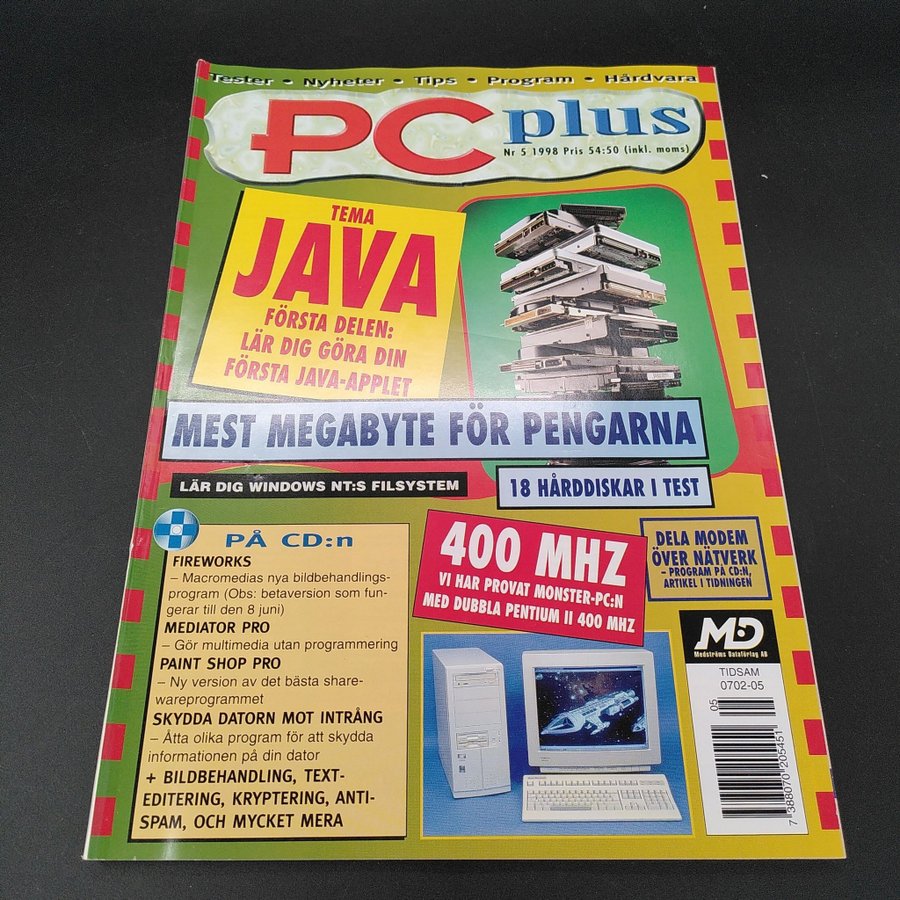 Tester • Nyheter • Tips • Program • Hårdvara
PC plus
Nr 5 1998 Pris 54:50 (inkl. moms)
TEMA
JAVA
FÖRSTA DELEN:
LÄR DIG GÖRA DIN
FÖRSTA JAVA-APPLET
MEST MEGABYTE FÖR PENGARNA
LÄR DIG WINDOWS NT:S FILSYSTEM
18 HÅRDDISKAR I TEST
PÅ CD:n
FIREWORKS
– Macromedias nya bildbehandlings-
program (Obs: betaversion som fun-
gerar till den 8 juni)
MEDIATOR PRO
– Gör multimedia utan programmering
PAINT SHOP PRO
– Ny version av det bästa share-
wareprogrammet
SKYDDA DATORN MOT INTRÅNG
– Åtta olika program för att skydda
informationen på din dator
+ BILDBEHANDLING, TEXT-
EDITERING, KRYPTERING, ANTI-
SPAM, OCH MYCKET MERA
400 MHZ
VI HAR PROVAT MONSTER-PC:N
MED DUBBLA PENTIUM II 400 MHZ
DELA MODEM
ÖVER NÄTVERK
– PROGRAM PÅ CD:N,
ARTIKEL I TIDNINGEN
MD
Medströms Dataförlag AB
TIDSAM
0702-05
05
7 388070 205451